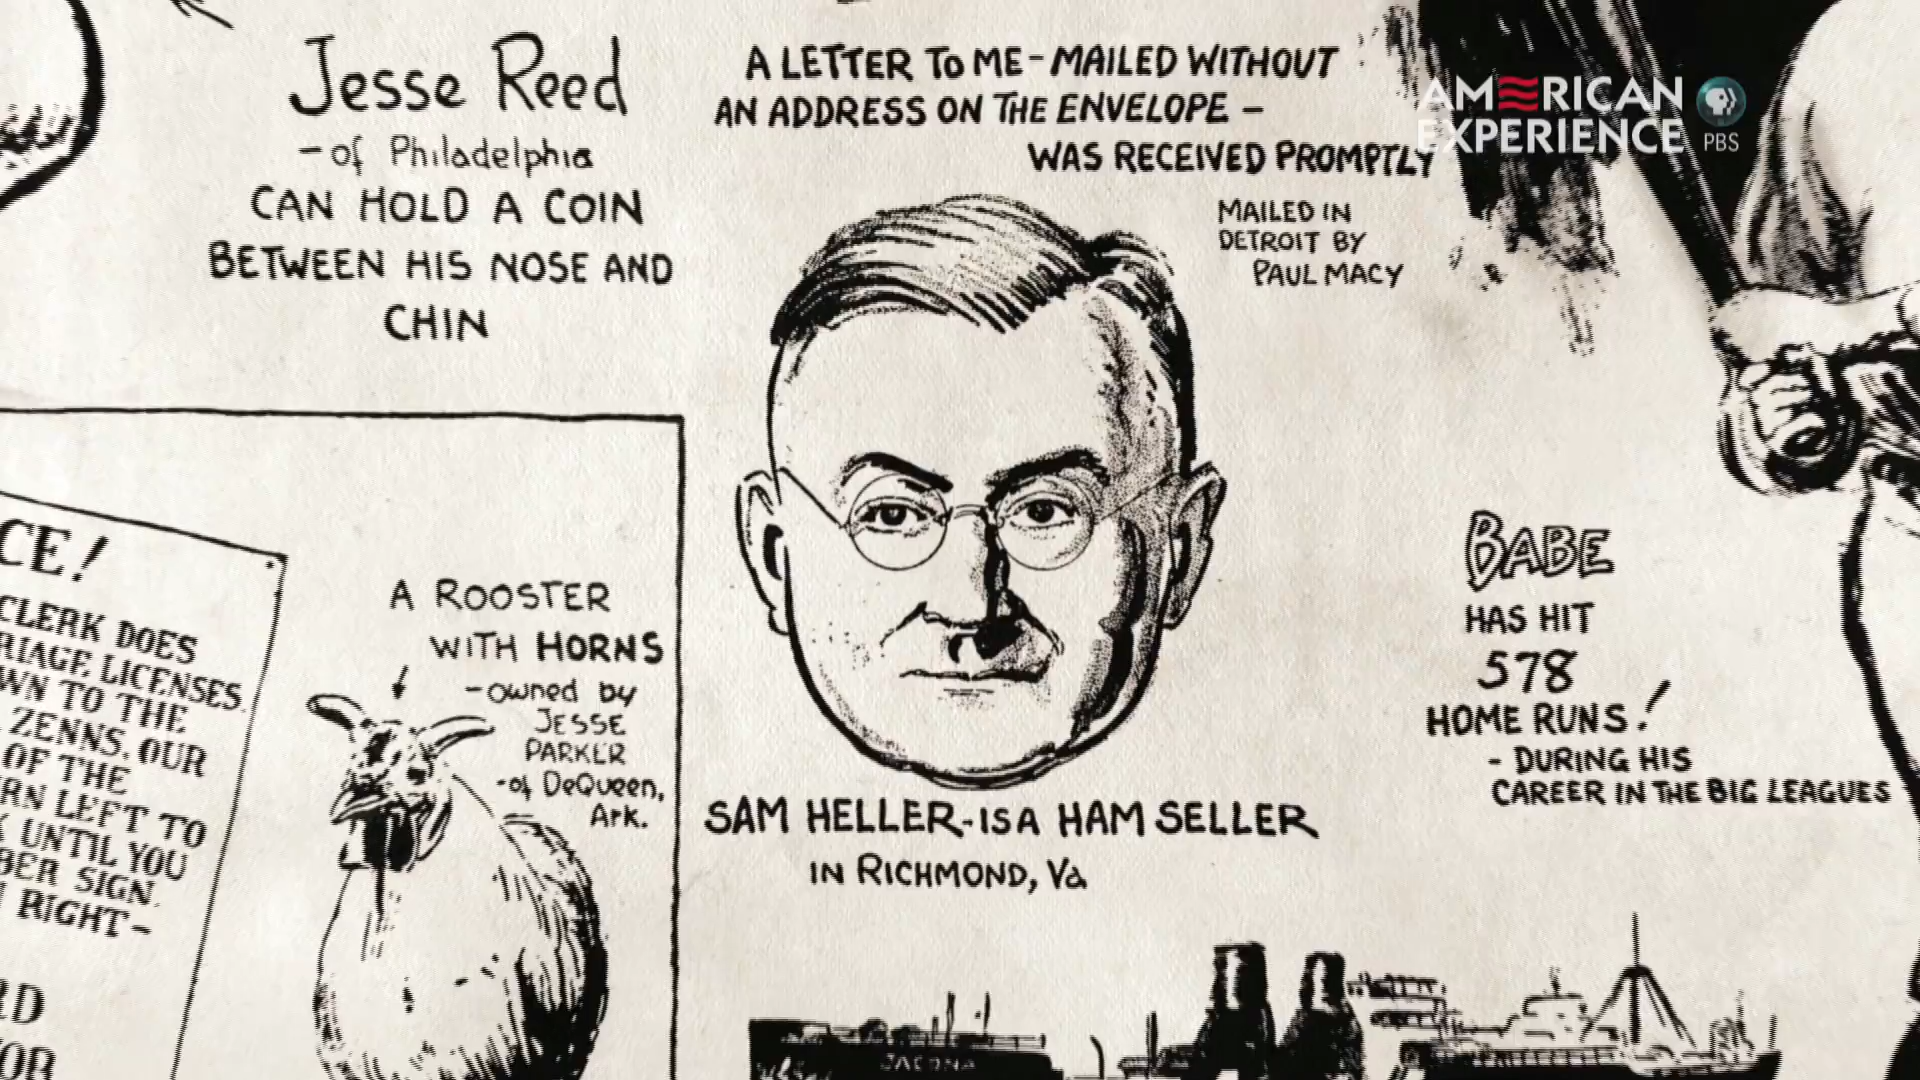 Jesse Reed
- of Philadelphia
CAN HOLD A COIN
BETWEEN HIS NOSE AND
CHIN
A LETTER TO ME - MAILED WITHOUT
AN ADDRESS ON THE ENVELOPE -
WAS RECEIVED PROMPTLY
MAILED IN
DETROIT BY
PAUL MACY
AMERICAN
EXPERIENCE
PBS
CE!
CLERK DOES
RIAGE LICENSES.
WN TO THE
ZENNS. OUR
OF THE
RN LEFT TO
K UNTIL YOU
BER SIGN.
RIGHT -
RD
FOR
A ROOSTER
WITH HORNS
- owned by
JESSE
PARKER
- of DeQueen,
Ark.
SAM HELLER - IS A HAM SELLER
IN RICHMOND, Va
BABE
HAS HIT
578
HOME RUNS!
- DURING HIS
CAREER IN THE BIG LEAGUES
JACONA